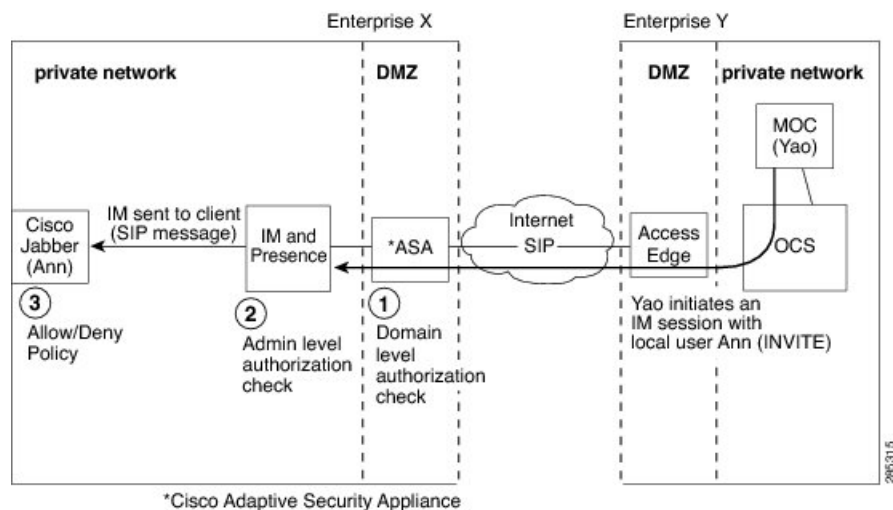 Enterprise X
Enterprise Y
private network
DMZ
DMZ
private network
MOC
(Yao)
IM sent to client
(SIP message)
Cisco
Jabber
(Ann)
IM and
Presence
*ASA
Internet
SIP
Access
Edge
OCS
3
Allow/Deny
Policy
2
Admin level
authorization
check
1
Domain
level
authorization
check
Yao initiates an
IM session with
local user Ann (INVITE)
285315
*Cisco Adaptive Security Appliance